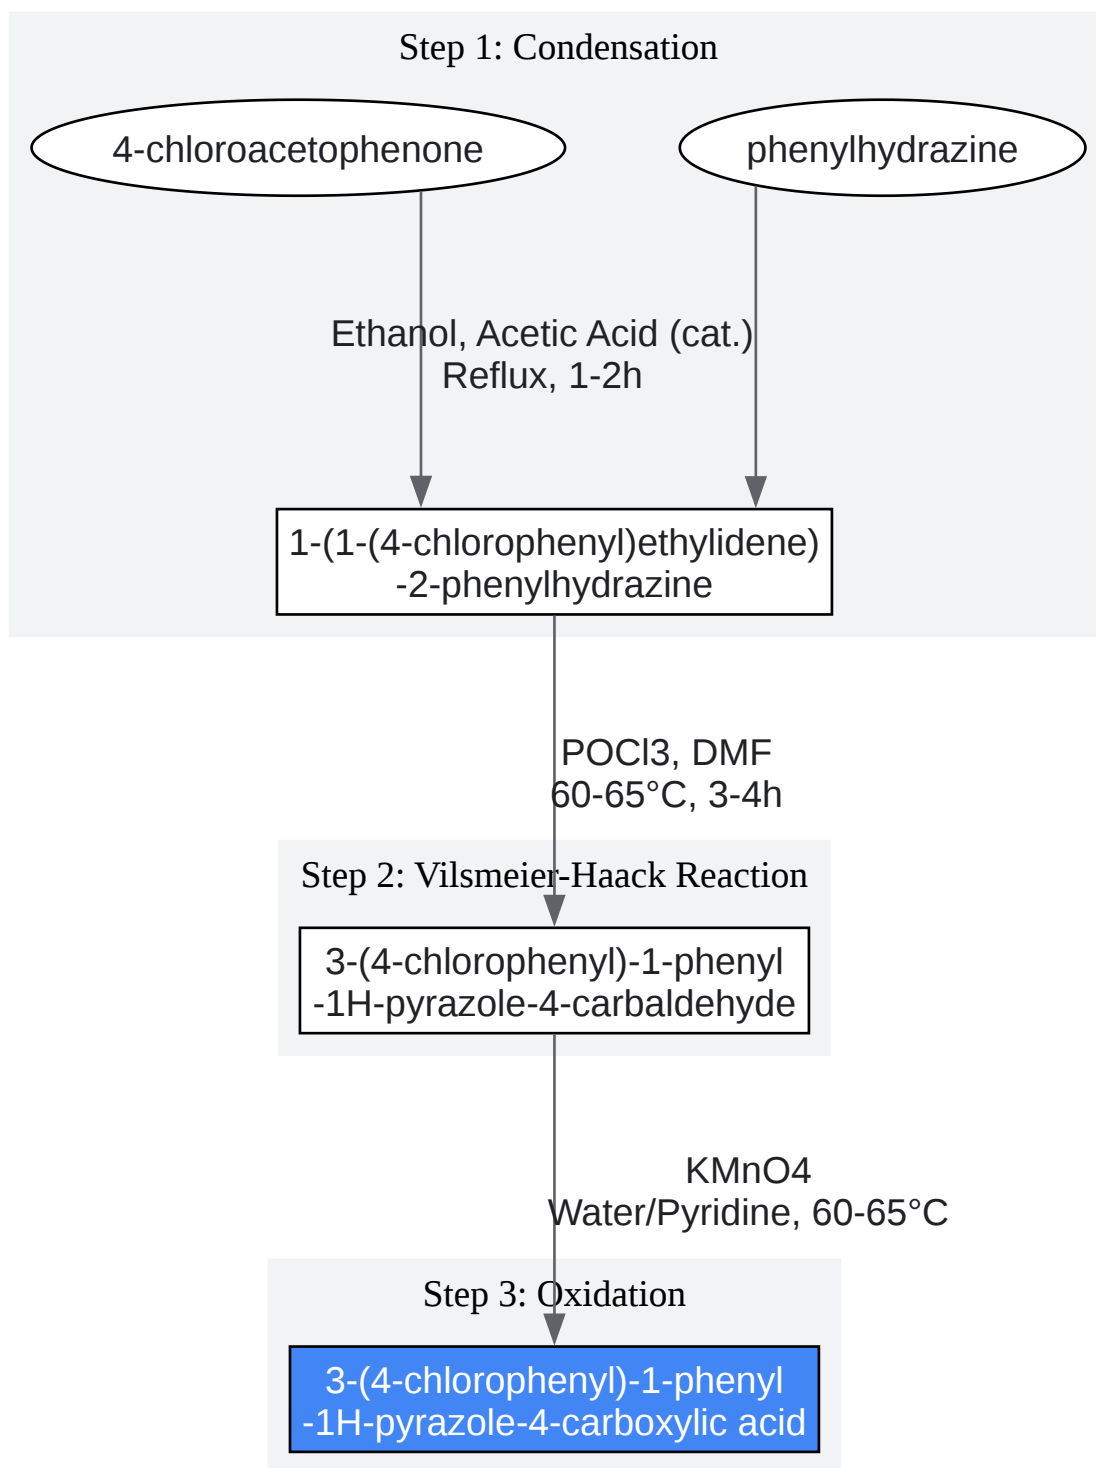 Step 1: Condensation
4-chloroacetophenone
phenylhydrazine
Ethanol, Acetic Acid (cat.)
Reflux, 1-2h
1-(1-(4-chlorophenyl)ethylidene)
-2-phenylhydrazine
POCl3, DMF
60-65°C, 3-4h
Step 2: Vilsmeier-Haack Reaction
3-(4-chlorophenyl)-1-phenyl
-1H-pyrazole-4-carbaldehyde
KMnO4
Water/Pyridine, 60-65°C
Step 3: Oxidation
3-(4-chlorophenyl)-1-phenyl
-1H-pyrazole-4-carboxylic acid